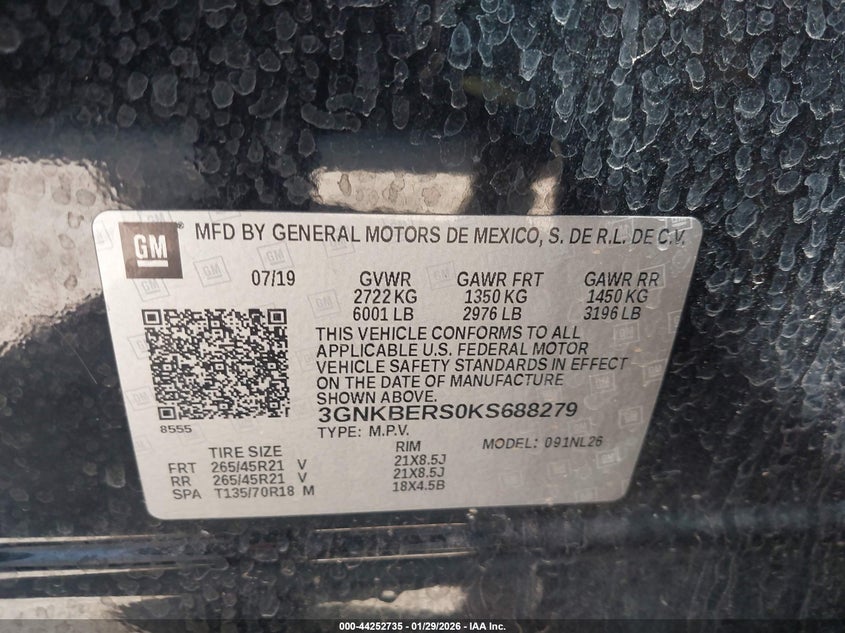 GM ® MFD BY GENERAL MOTORS DE MEXICO, S. DE R.L. DE C.V.
07/19 GVWR GAWR FRT GAWR RR
2722 KG 1350 KG 1450 KG
6001 LB 2976 LB 3196 LB
THIS VEHICLE CONFORMS TO ALL
APPLICABLE U.S. FEDERAL MOTOR
VEHICLE SAFETY STANDARDS IN EFFECT
ON THE DATE OF MANUFACTURE
SHOWN ABOVE.
3GNKBERS0KS688279
8555
TYPE: M.P.V. MODEL: 091NL26
TIRE SIZE RIM
FRT 265/45R21 V 21X8.5J
RR 265/45R21 V 21X8.5J
SPA T135/70R18 M 18X4.5B
000-44252735 - 01/29/2026 - IAA Inc.